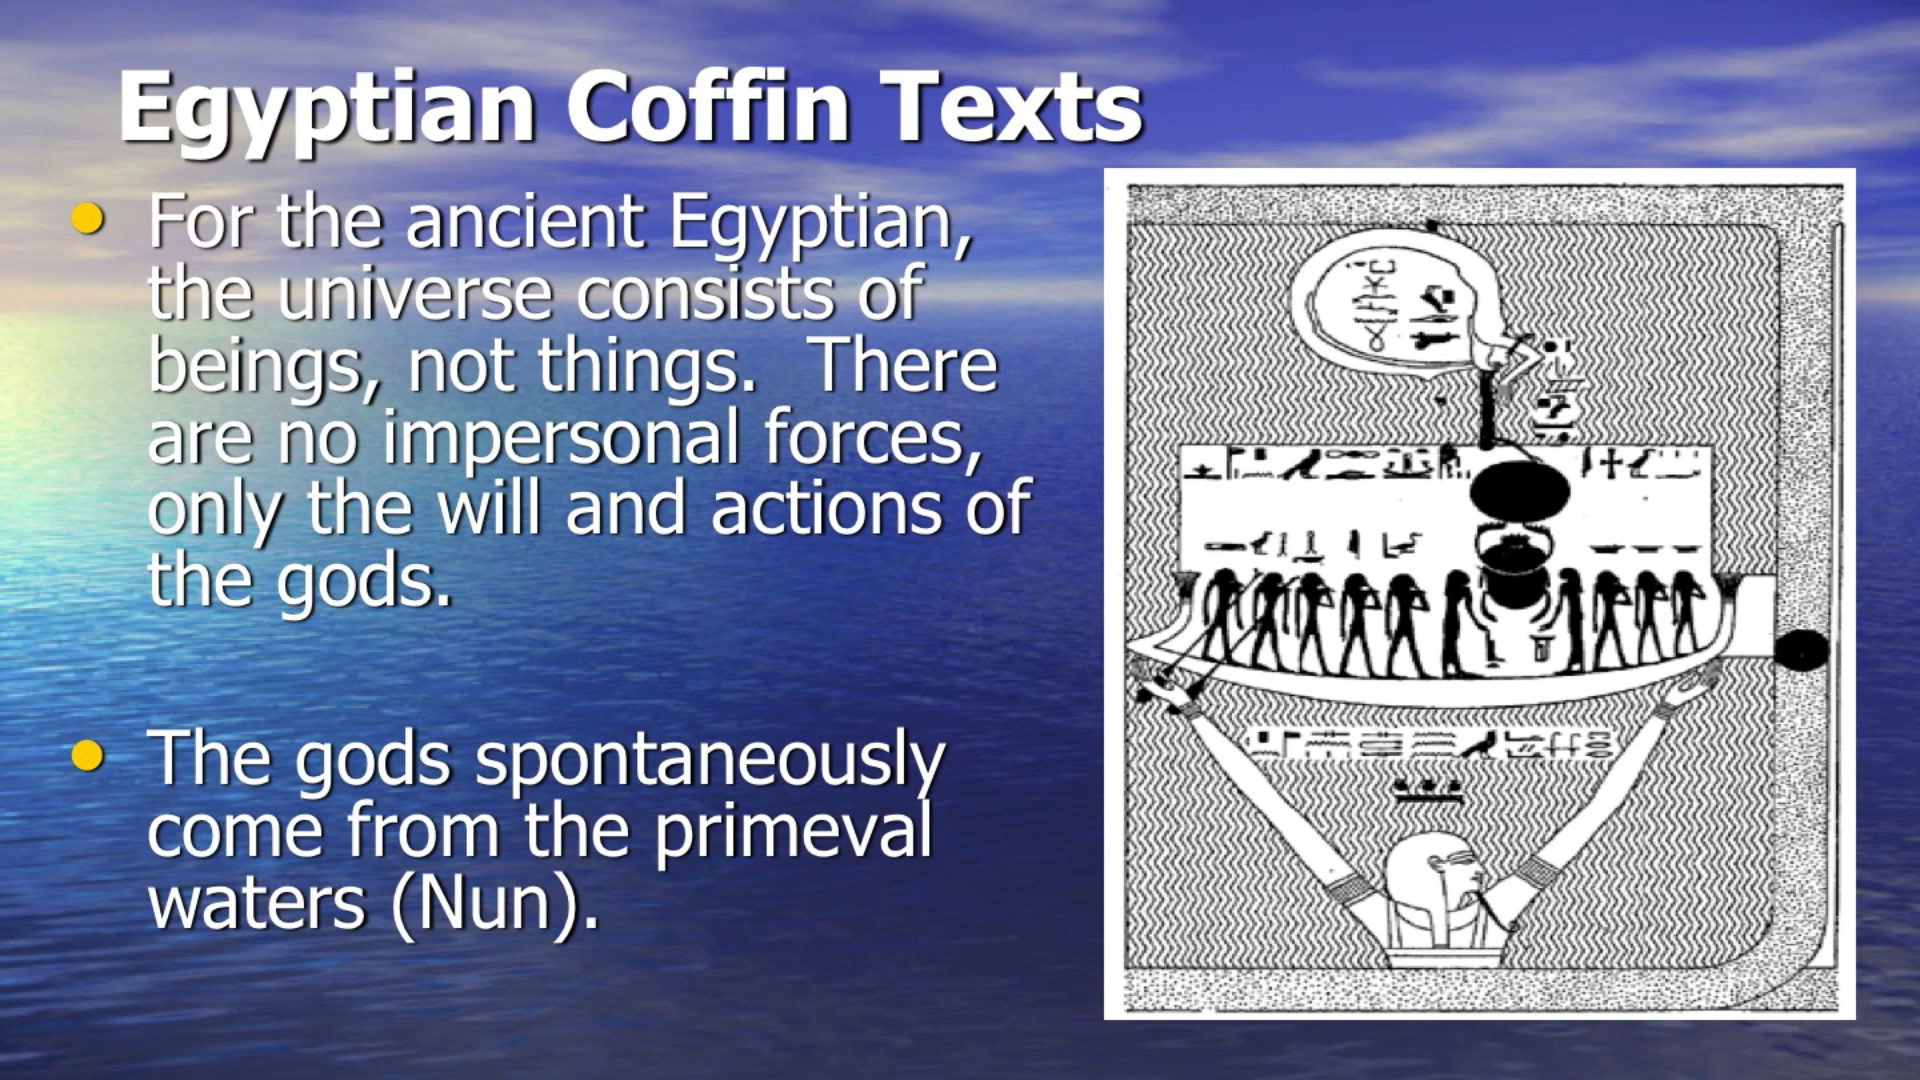 Egyptian Coffin Texts
• For the ancient Egyptian,
the universe consists of
beings, not things.  There
are no impersonal forces,
only the will and actions of
the gods.
• The gods spontaneously
come from the primeval
waters (Nun).